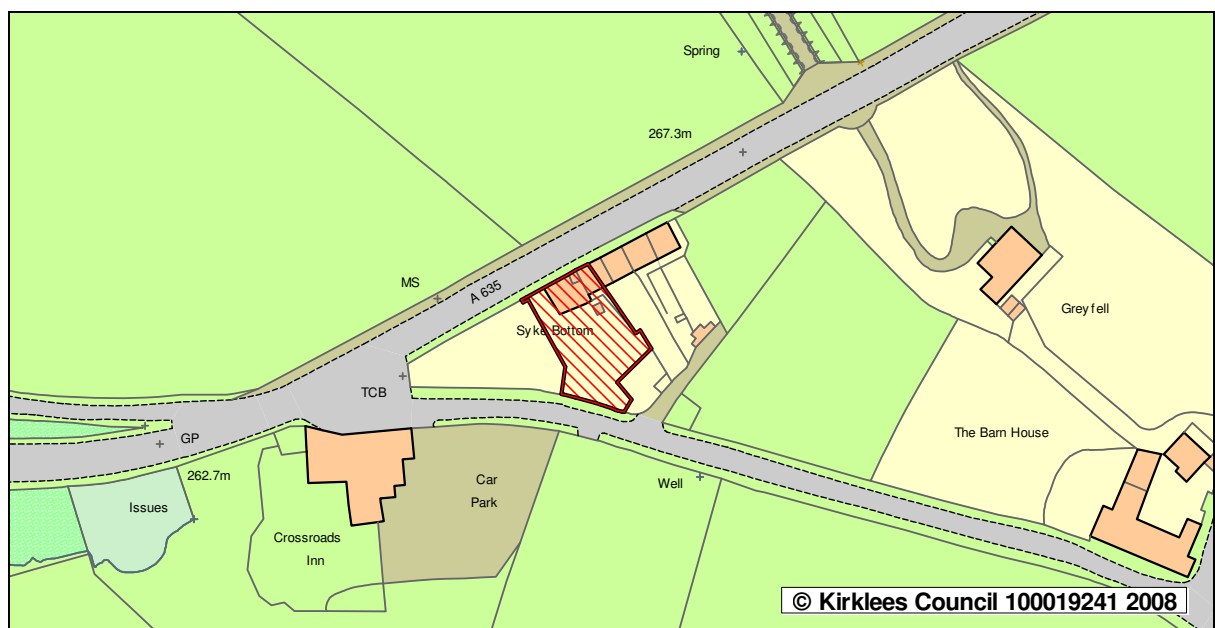 Spring
267.3m
MS
A 635
Syke Bottom
Greyfell
TCB
GP
The Barn House
262.7m
Well
Car
Park
Issues
Crossroads
Inn
© Kirklees Council 100019241 2008